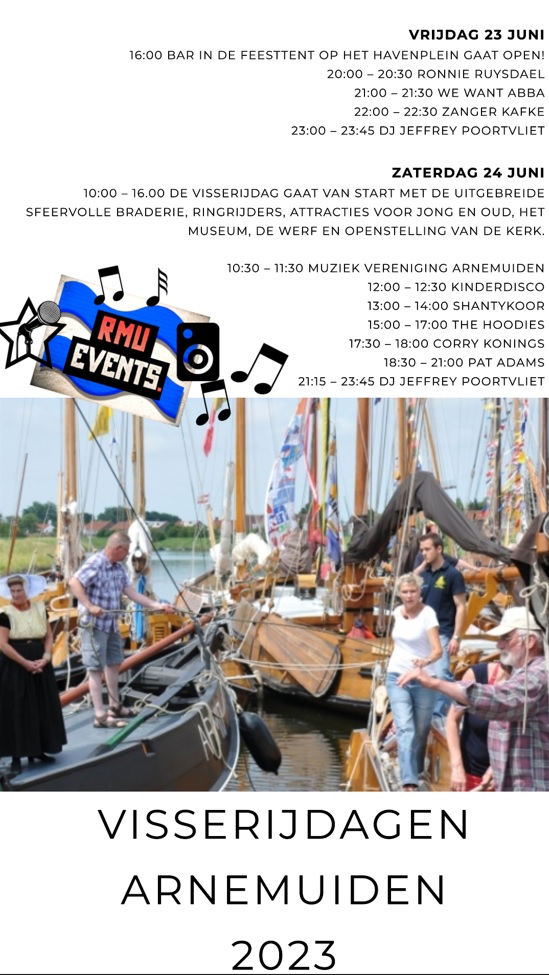 VRIJDAG 23 JUNI
16:00 BAR IN DE FEESTTENT OP HET HAVENPLEIN GAAT OPEN!
20:00 – 20:30 RONNIE RUYSDAEL
21:00 – 21:30 WE WANT ABBA
22:00 – 22:30 ZANGER KAFKE
23:00 – 23:45 DJ JEFFREY POORTVLIET
ZATERDAG 24 JUNI
10:00 – 16.00 DE VISSERIJDAG GAAT VAN START MET DE UITGEBREIDE
SFEERVOLLE BRADERIE, RINGRIJDERS, ATTRACTIES VOOR JONG EN OUD, HET
MUSEUM, DE WERF EN OPENSTELLING VAN DE KERK.
10:30 – 11:30 MUZIEK VERENIGING ARNEMUIDEN
12:00 – 12:30 KINDERDISCO
13:00 – 14:00 SHANTYKOOR
15:00 – 17:00 THE HOODIES
17:30 – 18:00 CORRY KONINGS
18:30 – 21:00 PAT ADAMS
21:15 – 23:45 DJ JEFFREY POORTVLIET
RMU
EVENTS.
VISSERIJDAGEN
ARNEMUIDEN
2023